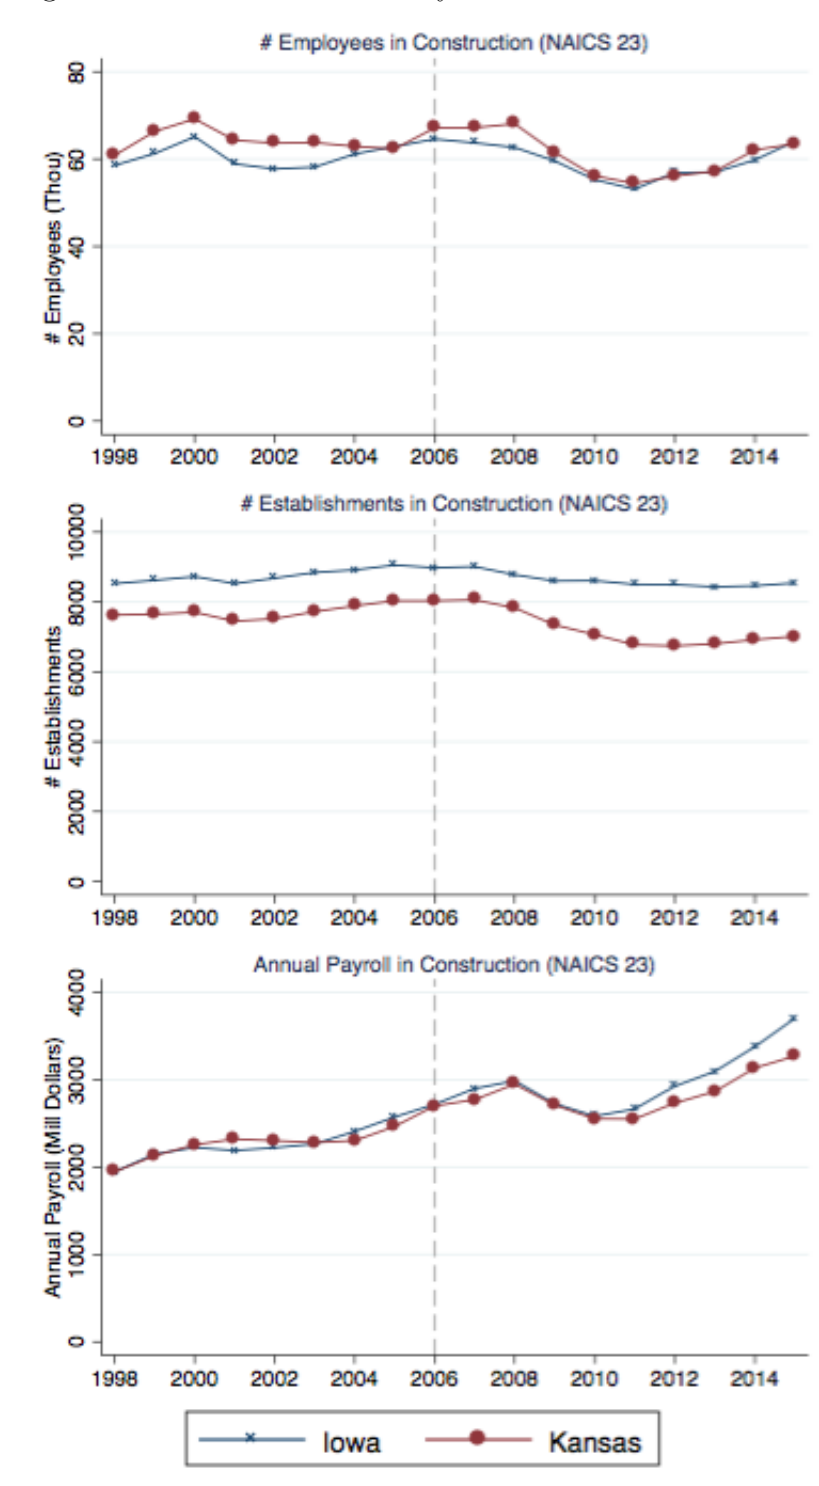 # Employees in Construction (NAICS 23)
# Employees (Thou)
80
60
40
20
0
1998 2000 2002 2004 2006 2008 2010 2012 2014
# Establishments in Construction (NAICS 23)
# Establishments
10000
8000
6000
4000
2000
0
1998 2000 2002 2004 2006 2008 2010 2012 2014
Annual Payroll in Construction (NAICS 23)
Annual Payroll (Mill Dollars)
4000
3000
2000
1000
0
1998 2000 2002 2004 2006 2008 2010 2012 2014
Iowa Kansas